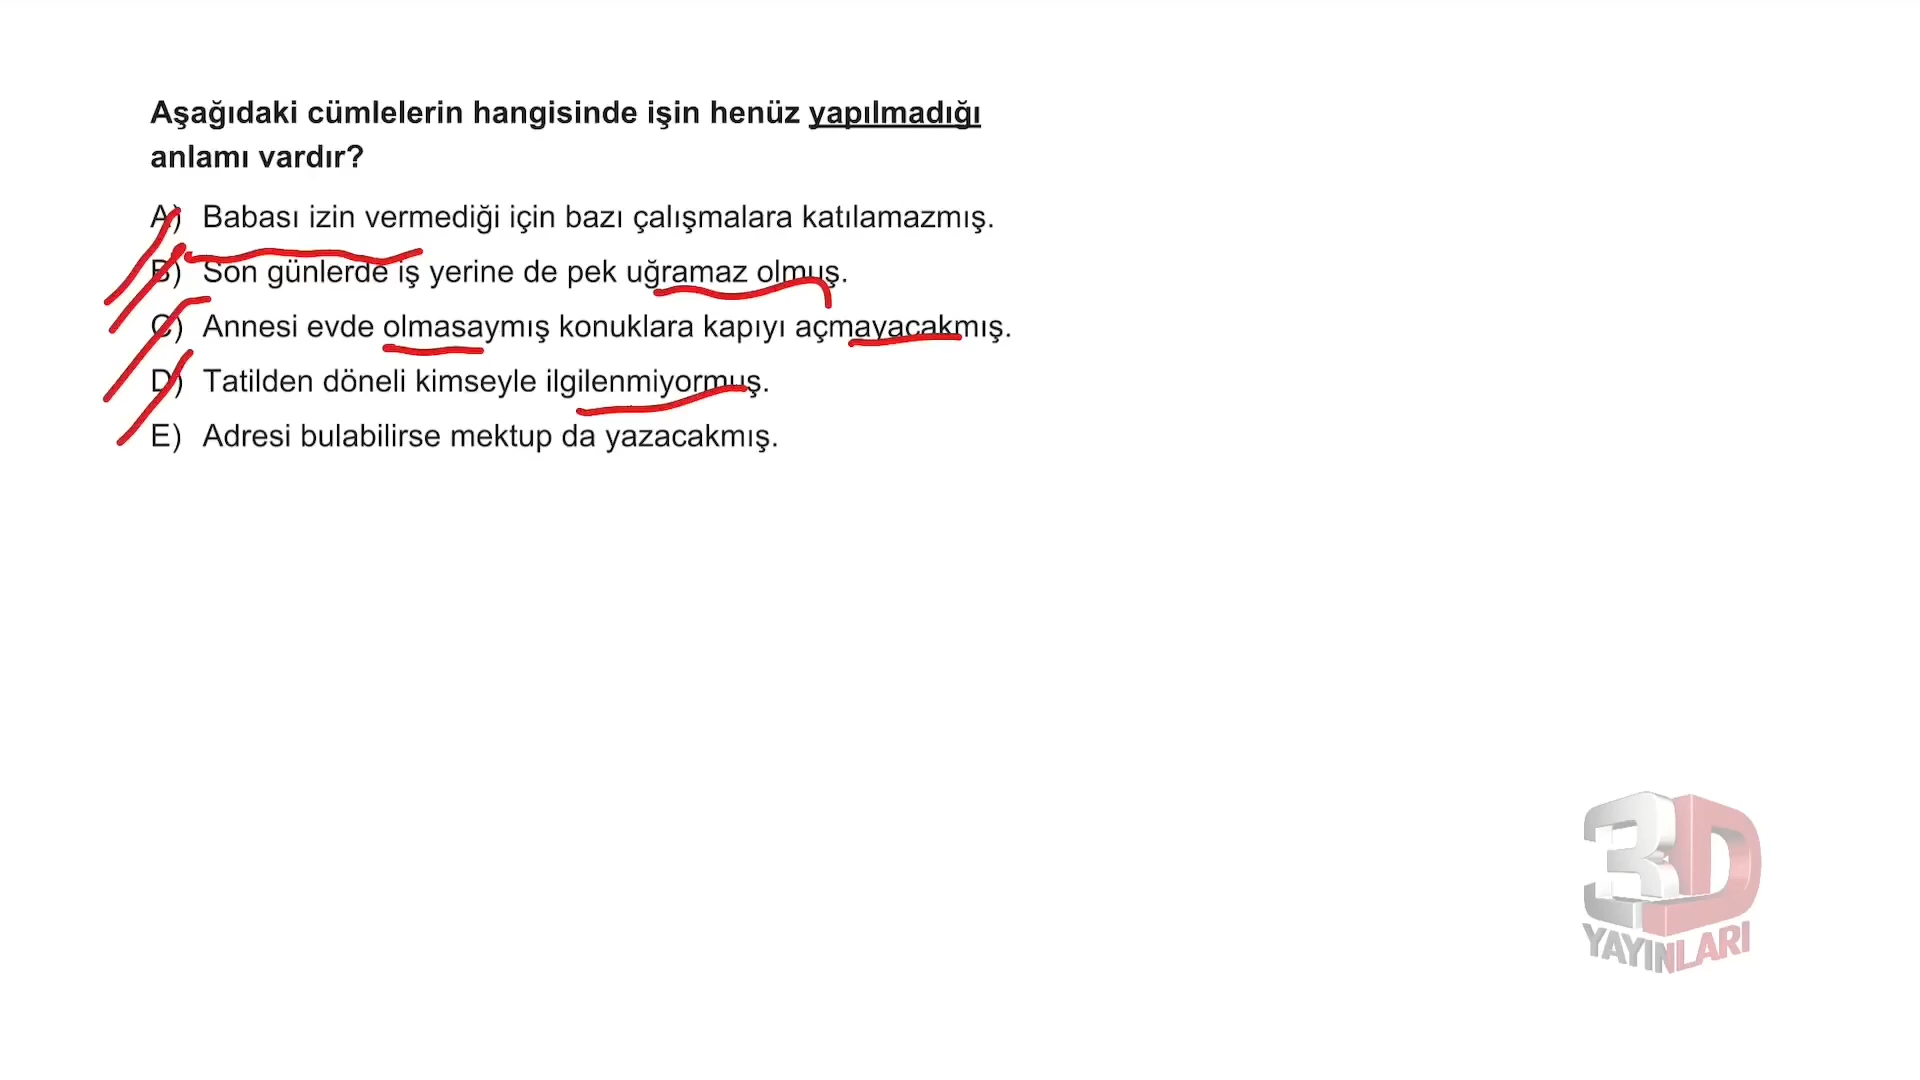 Aşağıdaki cümlelerin hangisinde işin henüz yapılmadığı
anlamı vardır?
A) Babası izin vermediği için bazı çalışmalara katılamazmış.
B) Son günlerde iş yerine de pek uğramaz olmuş.
C) Annesi evde olmasaymış konuklara kapıyı açmayacakmış.
D) Tatilden döneli kimseyle ilgilenmiyormuş.
E) Adresi bulabilirse mektup da yazacakmış.
3D
YAYINLARI